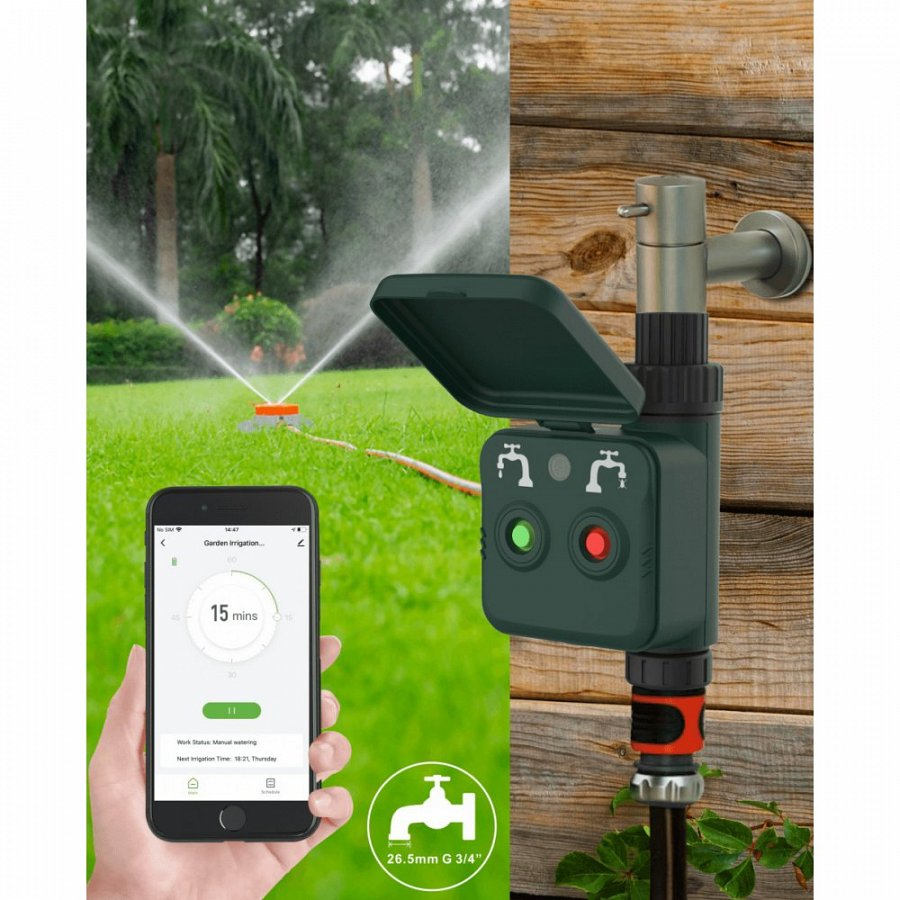 No SIM 14:47
Garden Irrigation...
60
45 15 mins 15
30
Work Status: Manual watering
Next Irrigation Time: 18:21, Thursday
Home Schedule
26.5mm G 3/4"